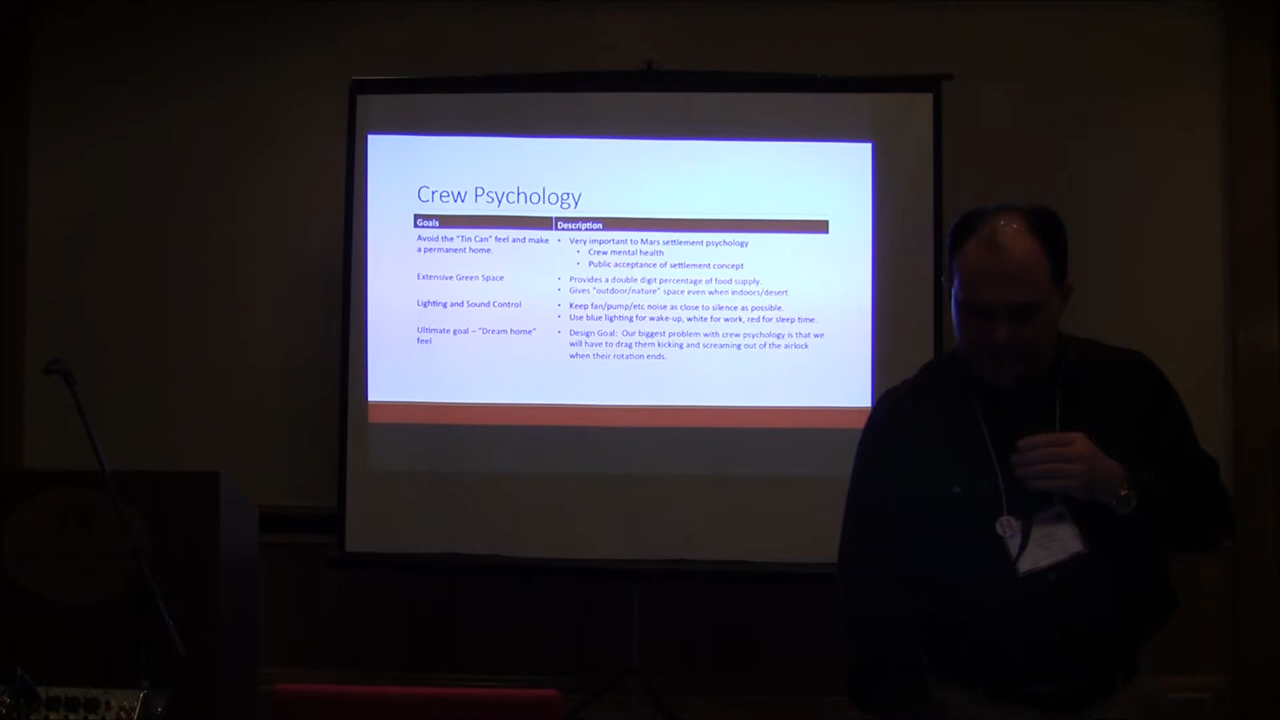 Crew Psychology
Goals
Description
Avoid the "Tin Can" feel and make
a permanent home.
• Very important to Mars settlement psychology
• Crew mental health
• Public acceptance of settlement concept
Extensive Green Space
• Provides a double digit percentage of food supply.
• Gives "outdoor/nature" space even when indoors/desert.
Lighting and Sound Control
• Keep fan/pump/etc noise as close to silence as possible.
• Use blue lighting for wake-up, white for work, red for sleep time.
Ultimate goal – "Dream home"
feel
• Design Goal: Our biggest problem with crew psychology is that we
will have to drag them kicking and screaming out of the airlock
when their rotation ends.